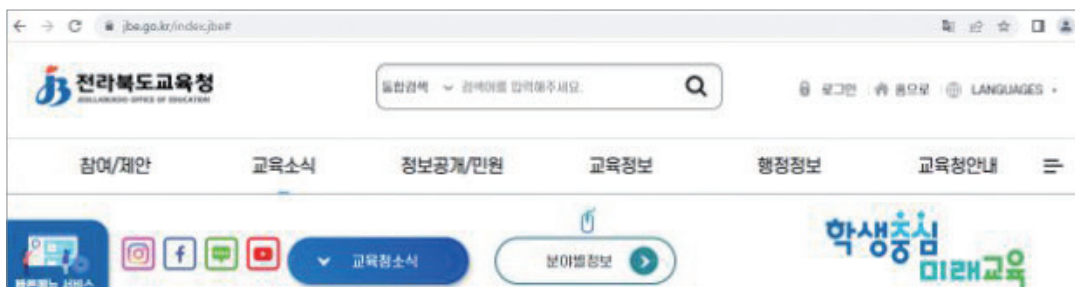 jbe.go.kr/index.jbe#
전라북도교육청
JEOLLABUKDO OFFICE OF EDUCATION
통합검색 검색어를 입력해주세요.
로그인 홈으로 LANGUAGES
참여/제안 교육소식 정보공개/민원 교육정보 행정정보 교육청안내
교육청소식 분야별정보
학생중심
미래교육